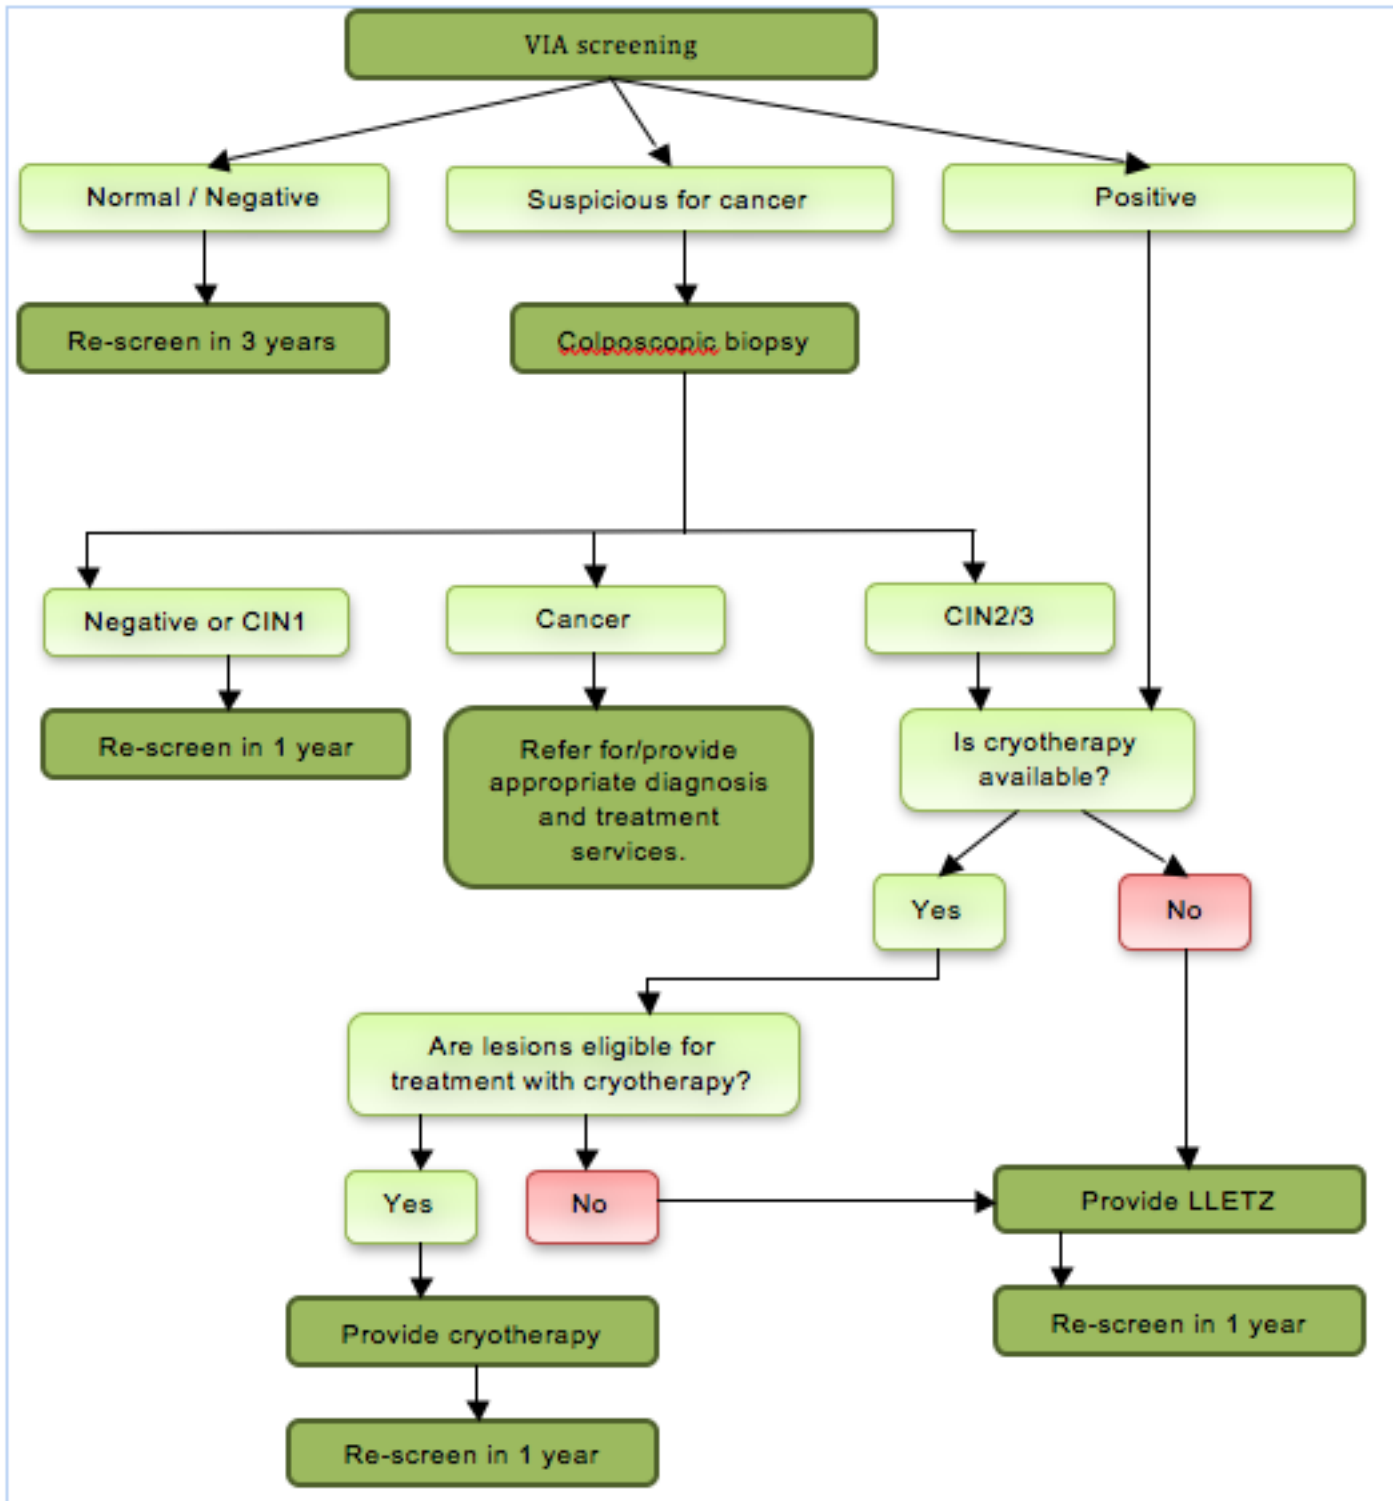 VIA screening
Normal / Negative
Suspicious for cancer
Positive
Re-screen in 3 years
Colposcopic biopsy
Negative or CIN1
Cancer
CIN2/3
Re-screen in 1 year
Refer for/provide
appropriate diagnosis
and treatment
services.
Is cryotherapy
available?
Yes
No
Are lesions eligible for
treatment with cryotherapy?
Yes
No
Provide LLETZ
Provide cryotherapy
Re-screen in 1 year
Re-screen in 1 year